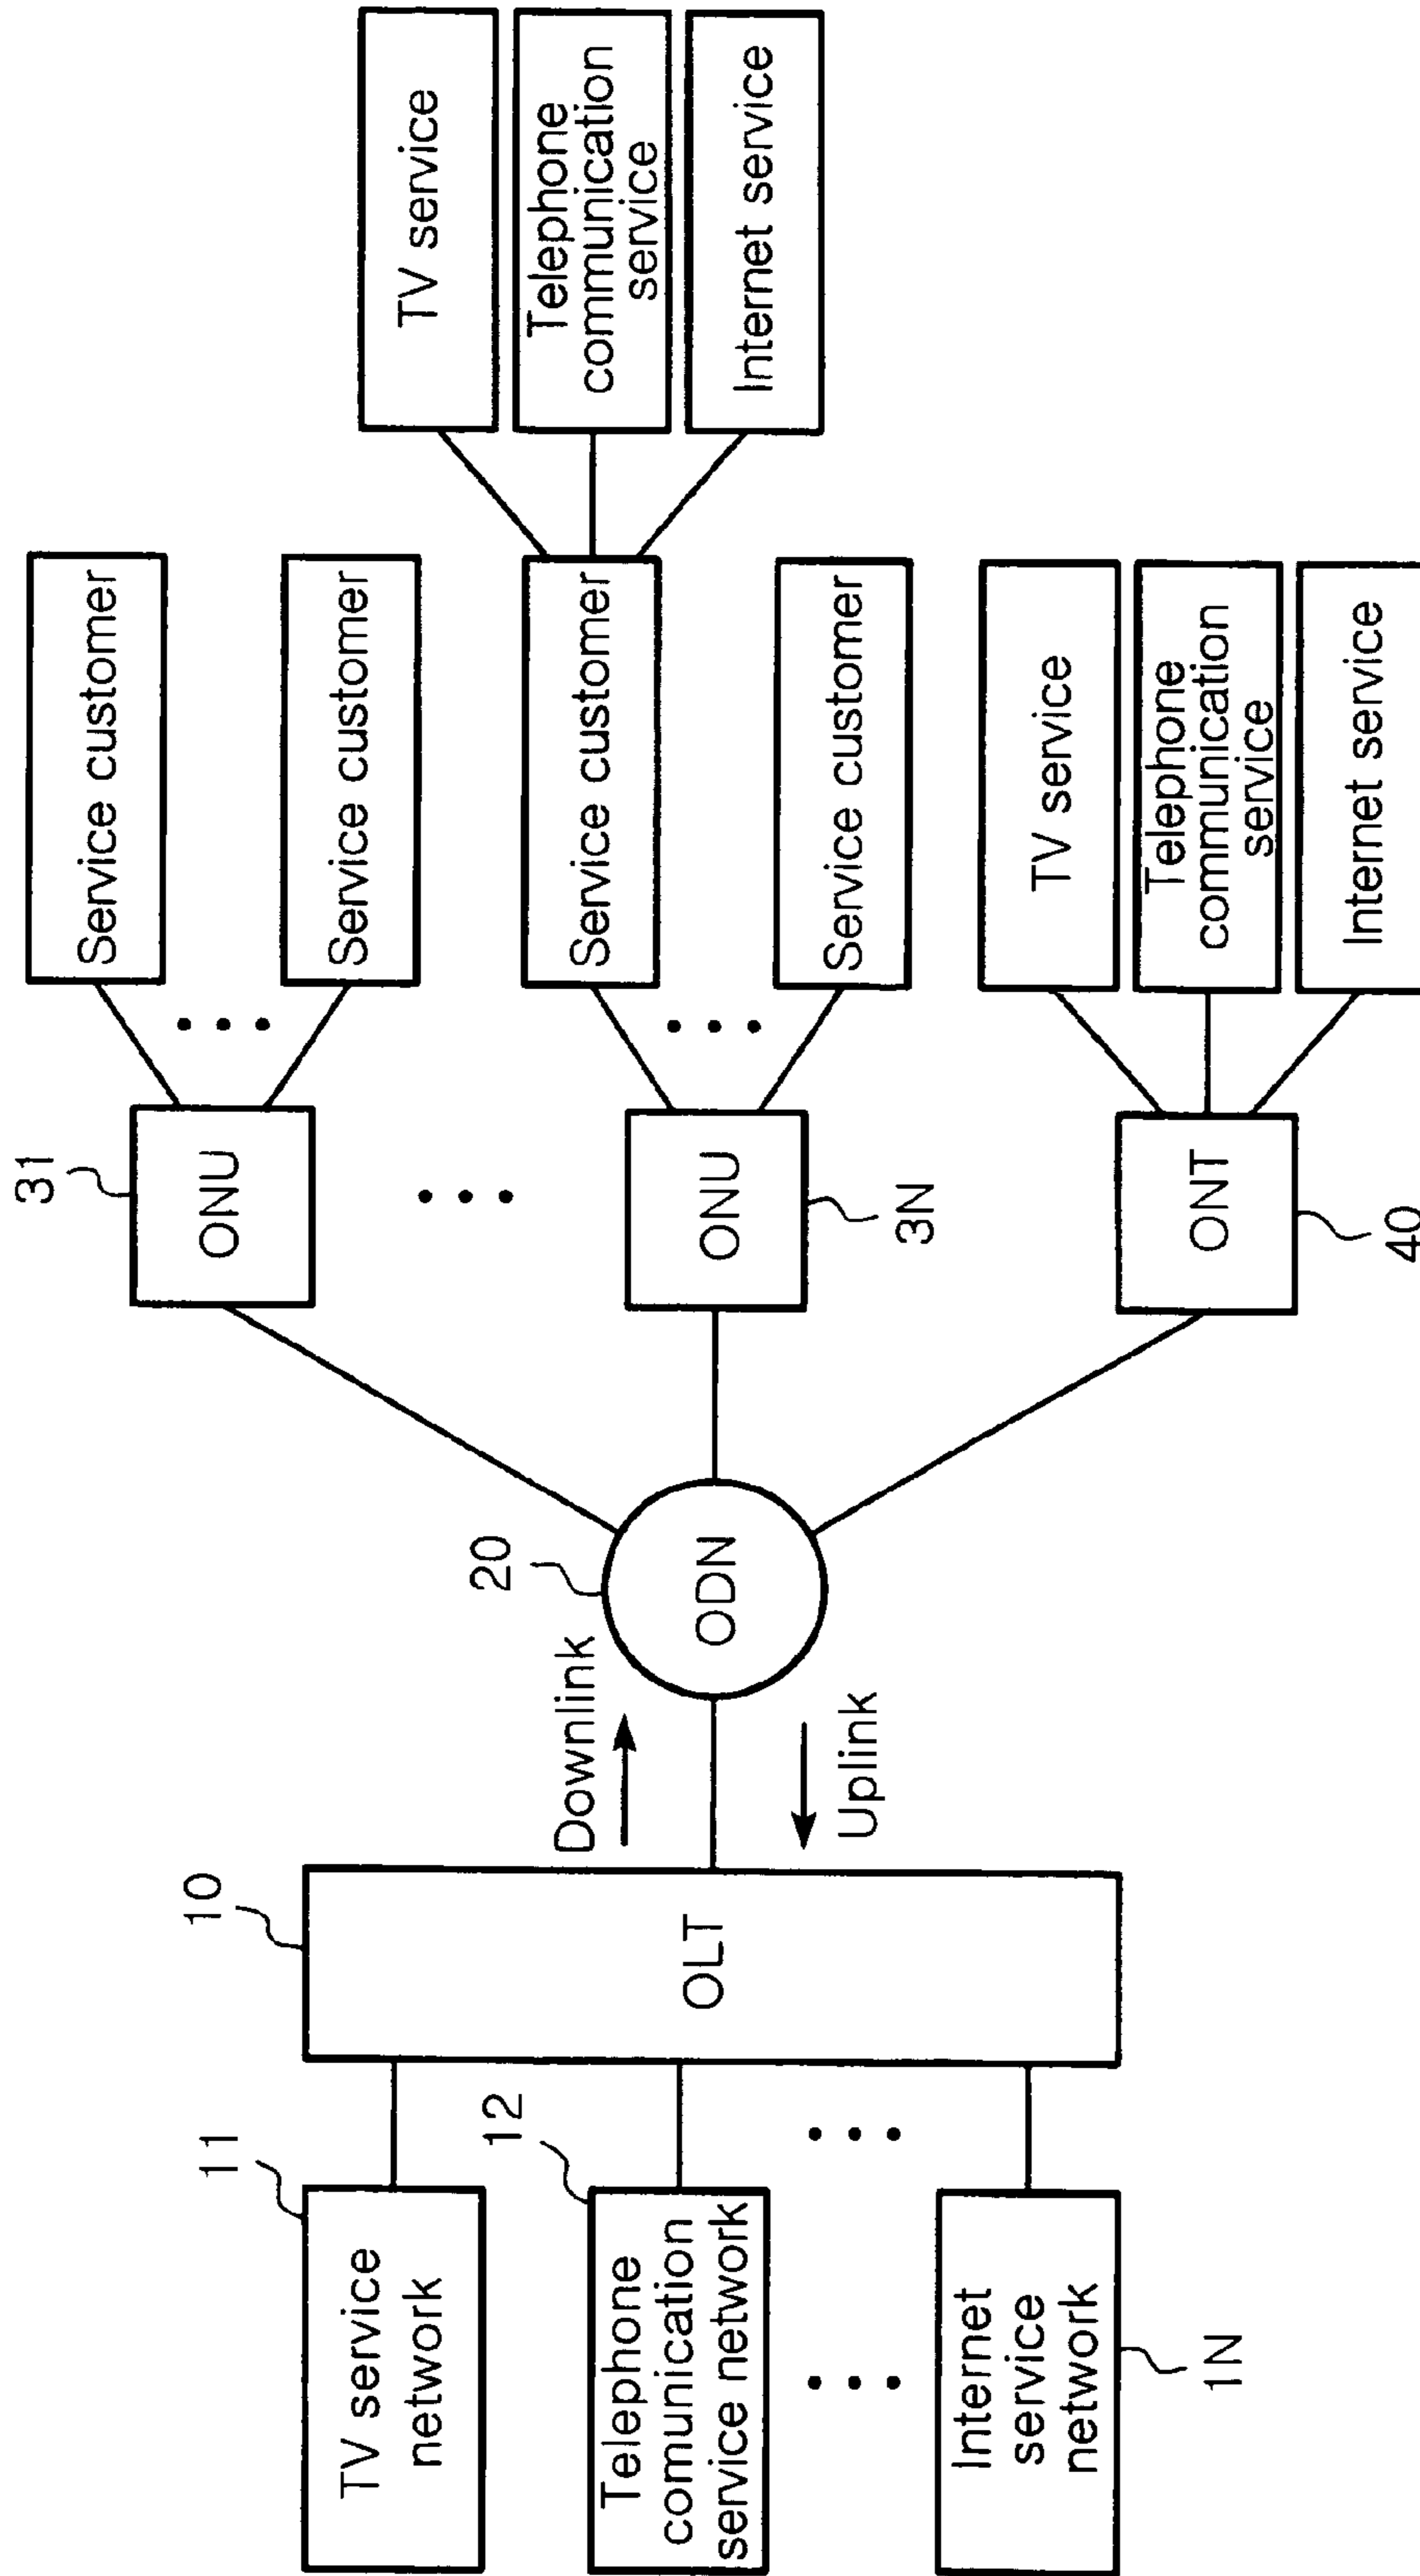 11
TV service
network
12
Telephone
comunication
service network
Internet
service
network
1N
10
OLT
Downlink
Uplink
20
ODN
31
ONU
ONU
3N
ONT
40
Service customer
Service customer
Service customer
Service customer
TV service
Telephone
communication
service
Internet service
TV service
Telephone
communication
service
Internet service